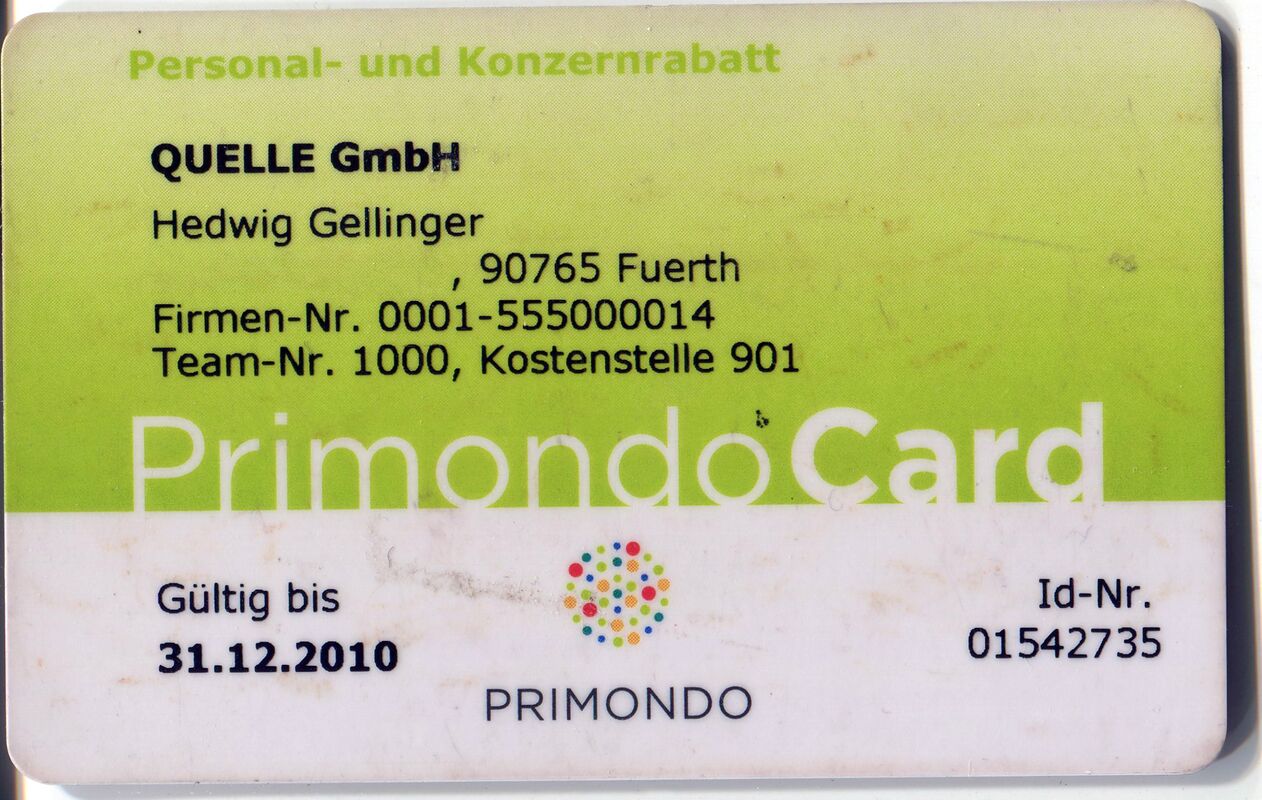 Personal- und Konzernrabatt
QUELLE GmbH
Hedwig Gellinger
, 90765 Fuerth
Firmen-Nr. 0001-555000014
Team-Nr. 1000, Kostenstelle 901
PrimondoCard
Gültig bis
31.12.2010
Id-Nr.
01542735
PRIMONDO